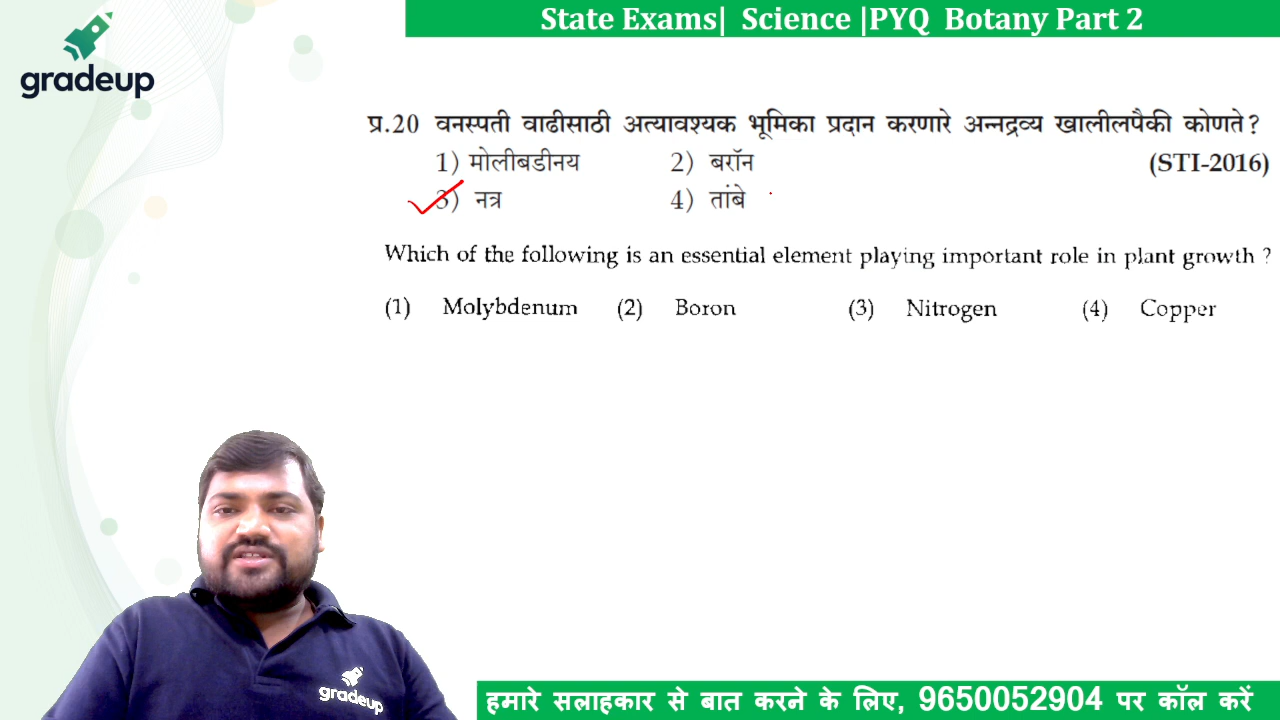 State Exams| Science |PYQ Botany Part 2
gradeup
प्र.20 वनस्पती वाढीसाठी अत्यावश्यक भूमिका प्रदान करणारे अन्नद्रव्य खालीलपैकी कोणते?
1) मोलीबडीनय 2) बरॉन (STI-2016)
3) नत्र 4) तांबे
Which of the following is an essential element playing important role in plant growth ?
(1) Molybdenum (2) Boron (3) Nitrogen (4) Copper
gradeup
हमारे सलाहकार से बात करने के लिए, 9650052904 पर कॉल करें